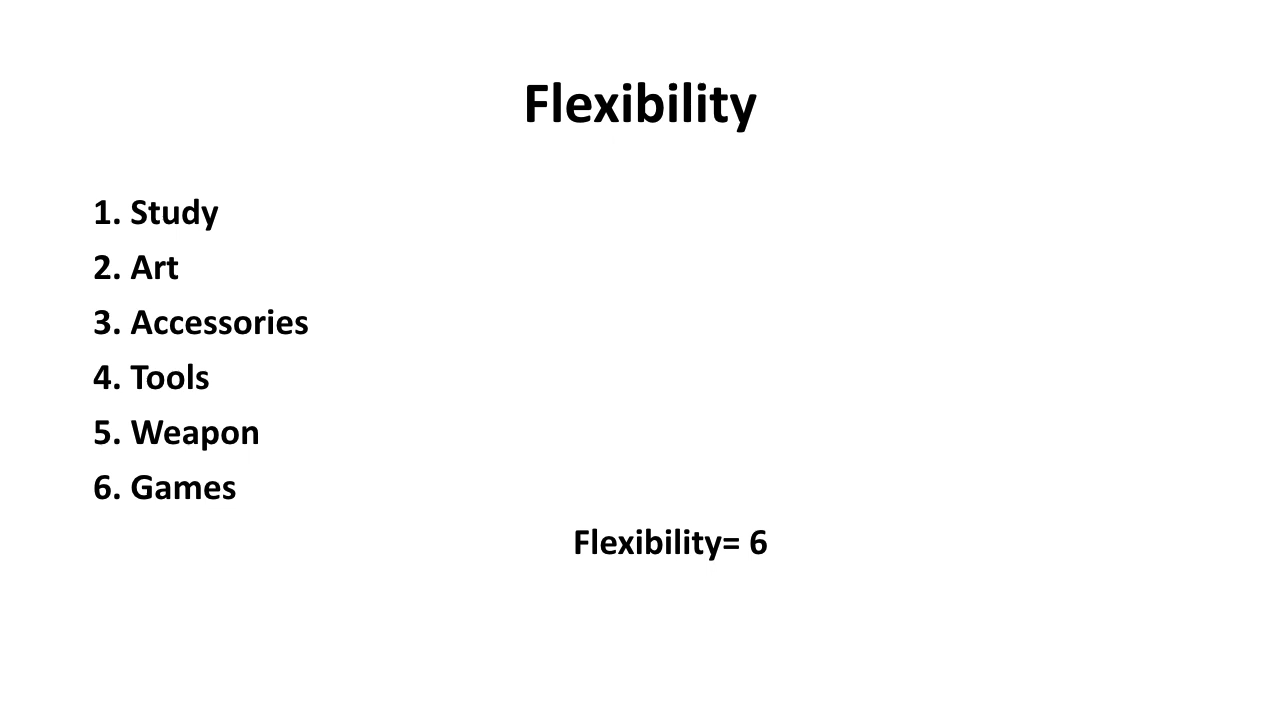 Flexibility
1. Study
2. Art
3. Accessories
4. Tools
5. Weapon
6. Games
Flexibility= 6